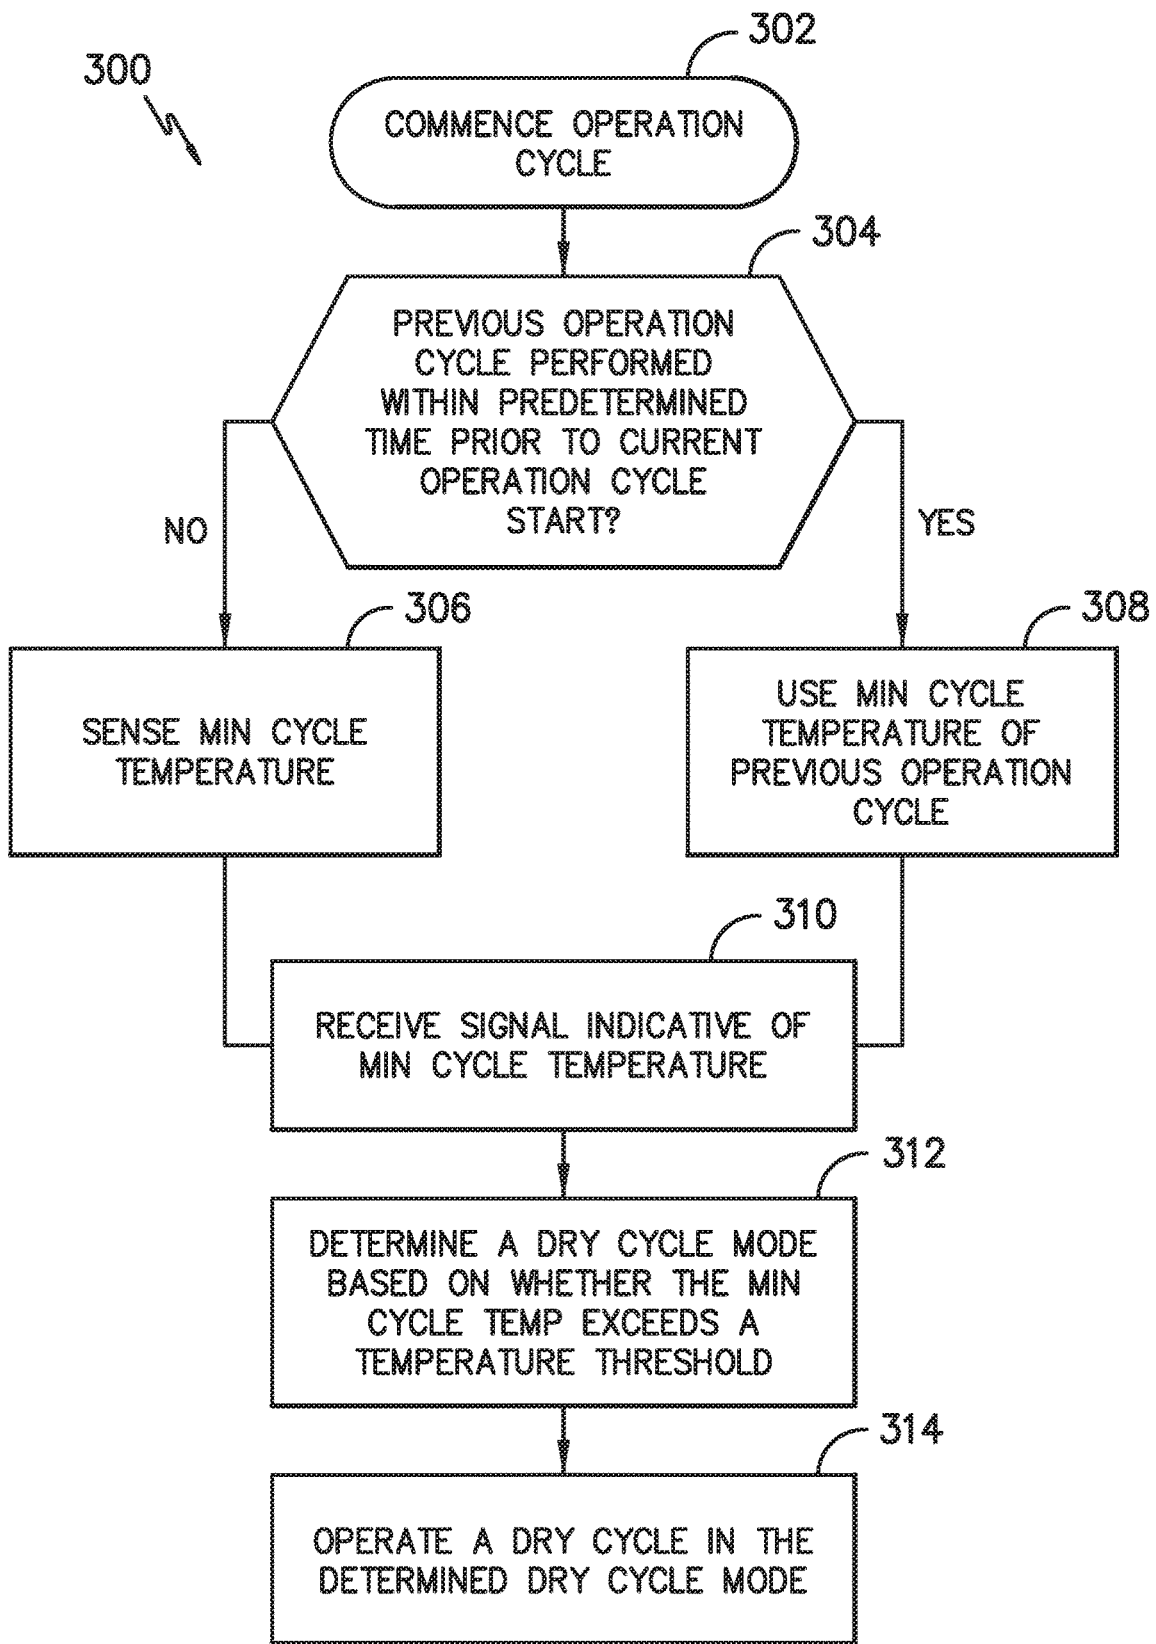 302
300
COMMENCE OPERATION
CYCLE
304
PREVIOUS OPERATION
CYCLE PERFORMED
WITHIN PREDETERMINED
TIME PRIOR TO CURRENT
OPERATION CYCLE
START?
NO
YES
306
308
SENSE MIN CYCLE
TEMPERATURE
USE MIN CYCLE
TEMPERATURE OF
PREVIOUS OPERATION
CYCLE
310
RECEIVE SIGNAL INDICATIVE OF
MIN CYCLE TEMPERATURE
312
DETERMINE A DRY CYCLE MODE
BASED ON WHETHER THE MIN
CYCLE TEMP EXCEEDS A
TEMPERATURE THRESHOLD
314
OPERATE A DRY CYCLE IN THE
DETERMINED DRY CYCLE MODE